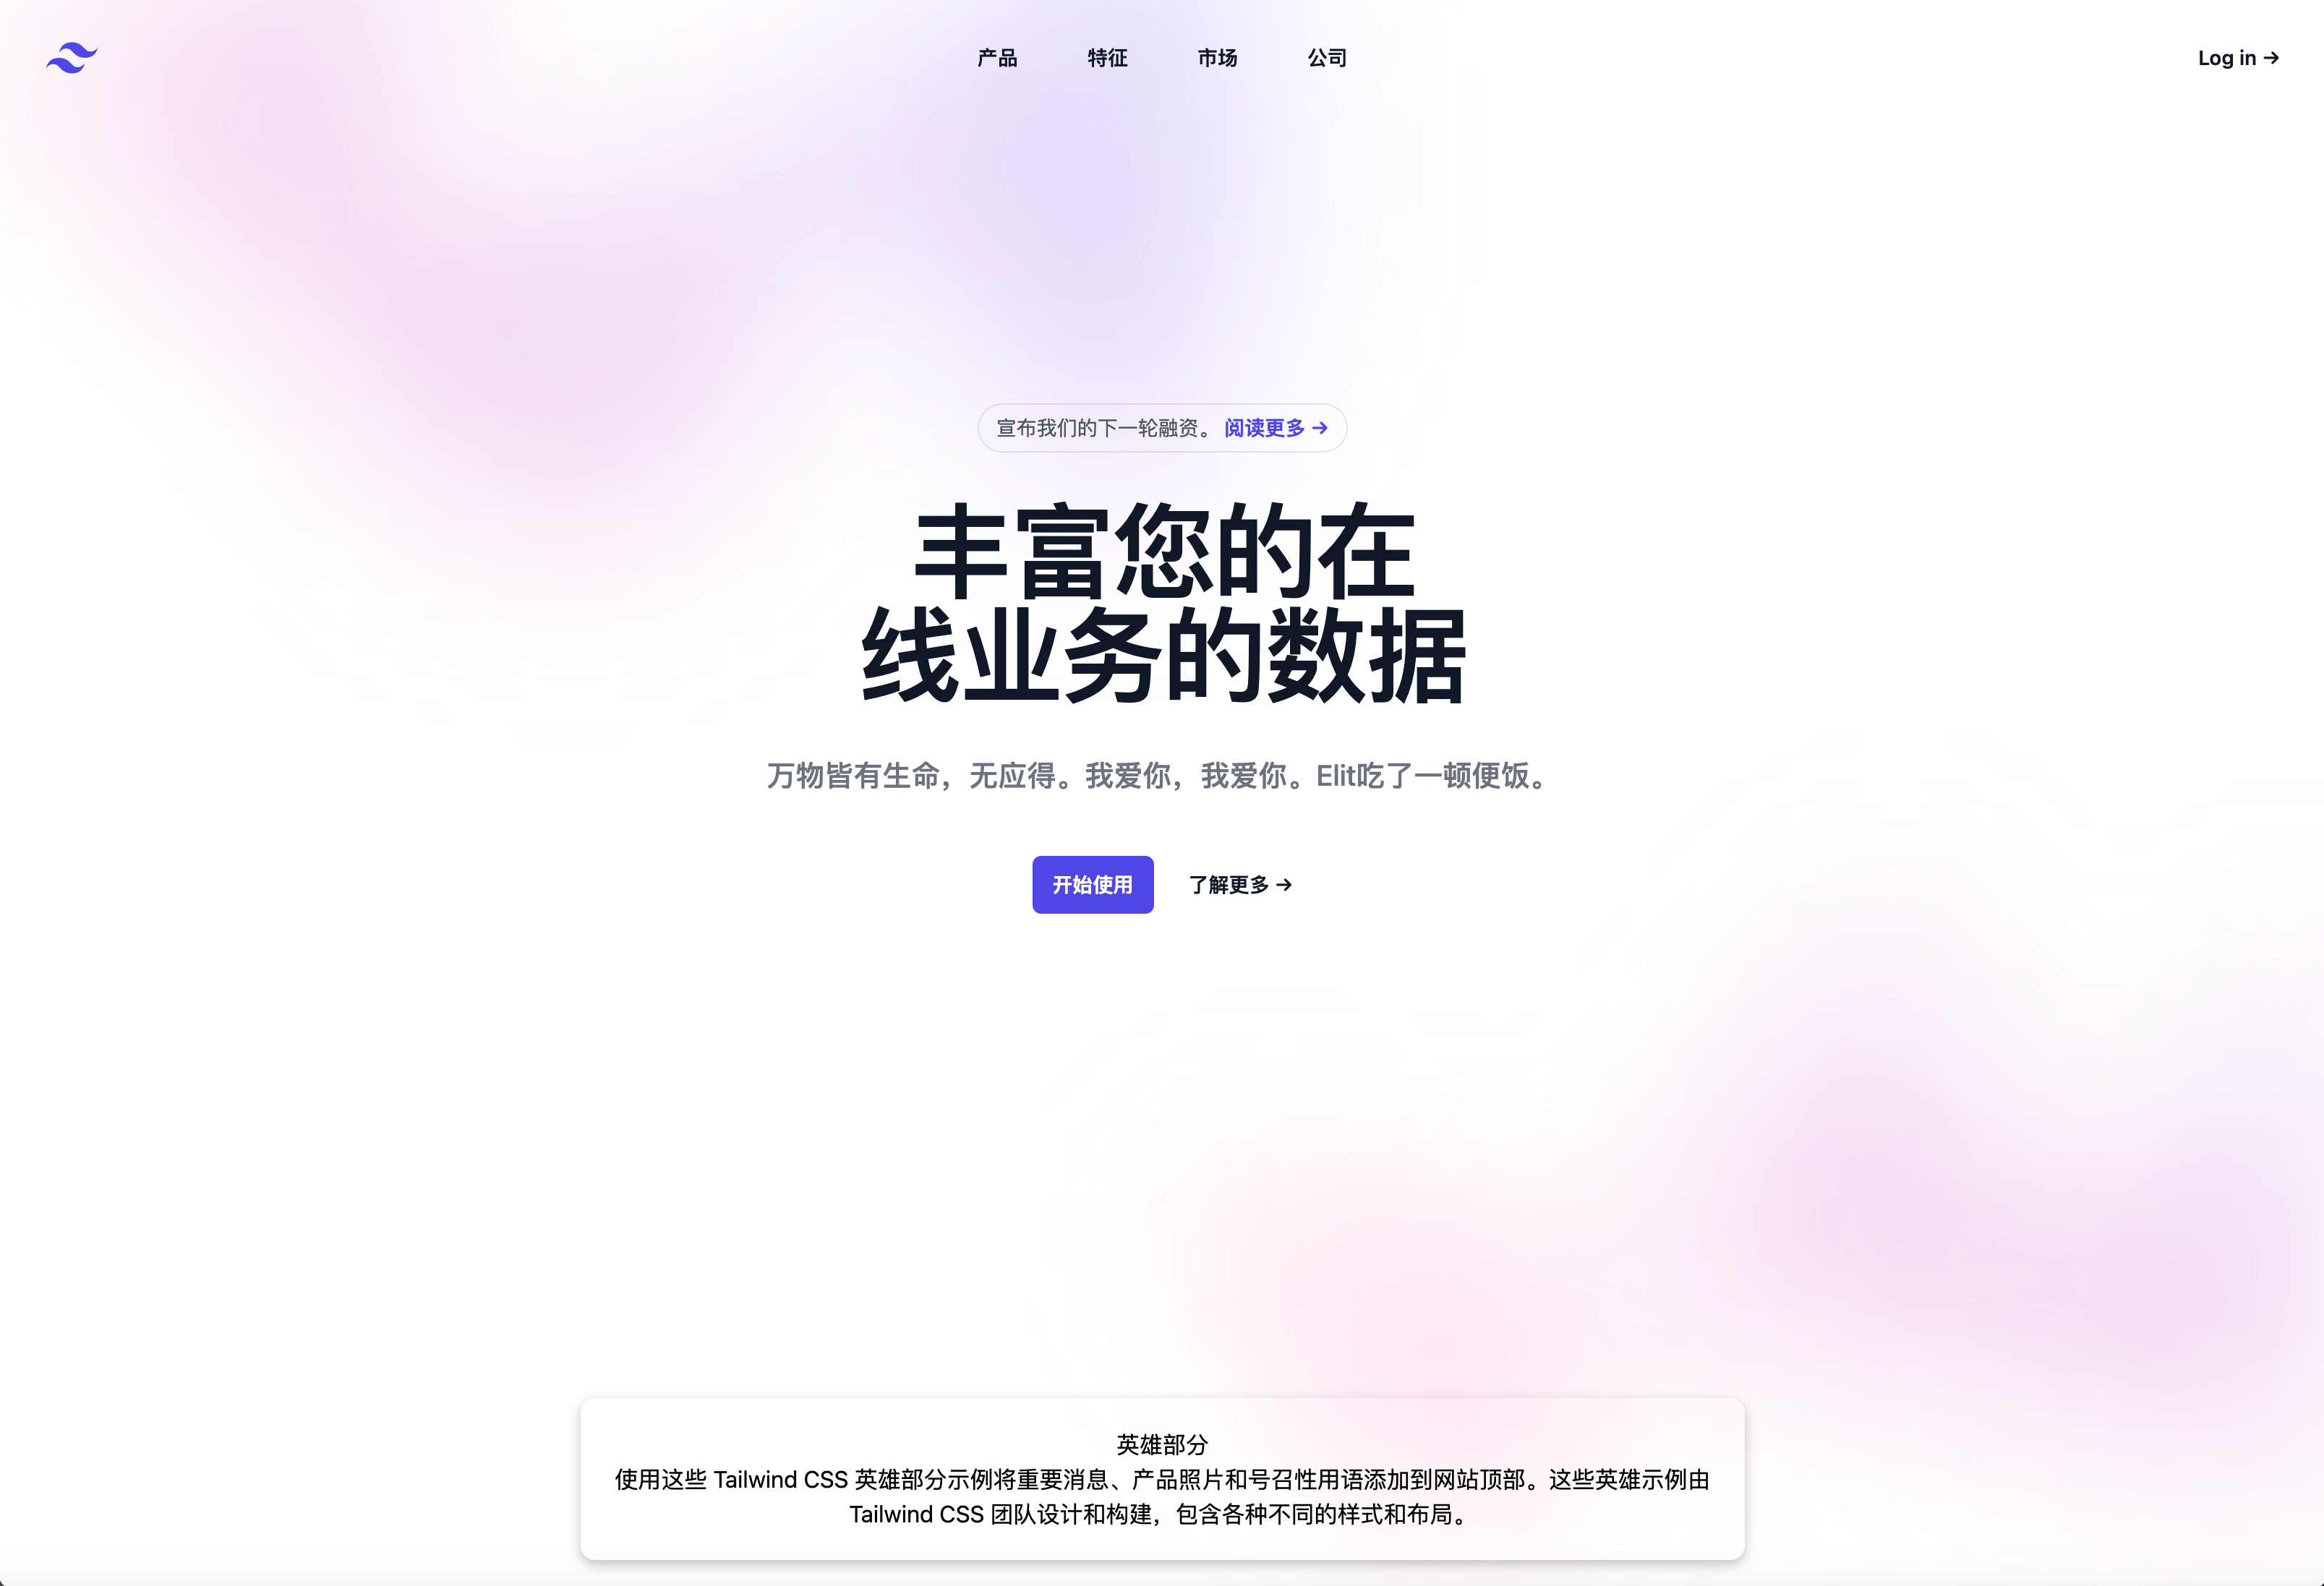 产品 特征 市场 公司 Log in →
宣布我们的下一轮融资。 阅读更多 →
丰富您的在
线业务的数据
万物皆有生命，无应得。我爱你，我爱你。Elit吃了一顿便饭。
开始使用 了解更多 →
英雄部分
使用这些 Tailwind CSS 英雄部分示例将重要消息、产品照片和号召性用语添加到网站顶部。这些英雄示例由
Tailwind CSS 团队设计和构建，包含各种不同的样式和布局。